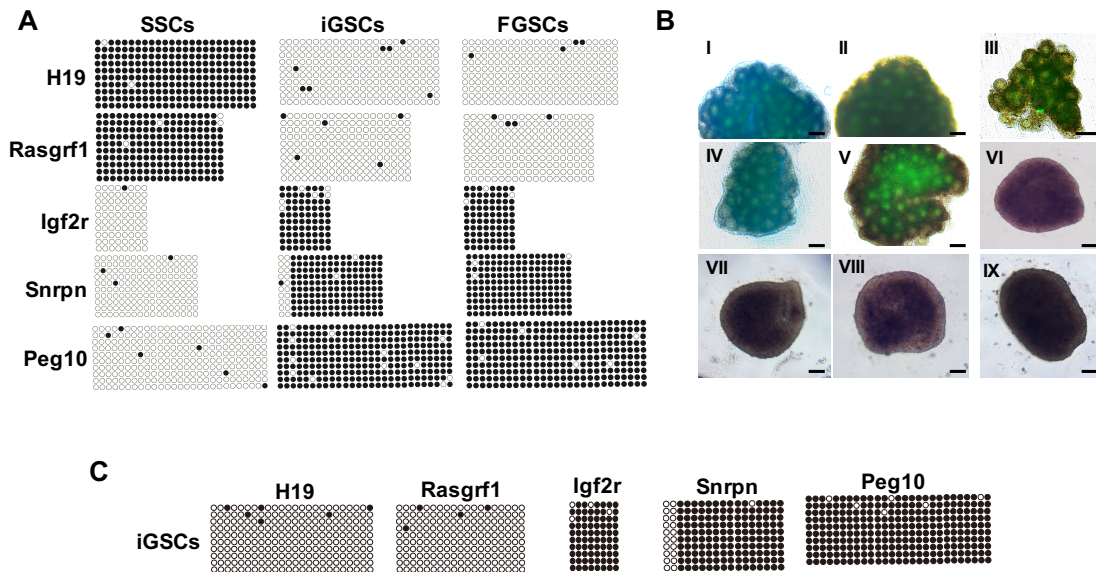 A
SSCs iGSCs FGSCs
H19
Rasgrf1
Igf2r
Snrpn
Peg10
B
I II III
IV V VI
VII VIII IX
C
H19 Rasgrf1 Igf2r Snrpn Peg10
iGSCs